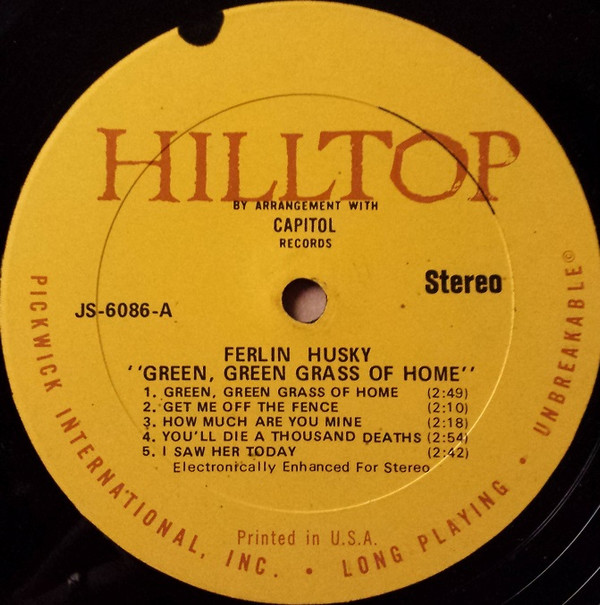 HILLTOP
BY ARRANGEMENT WITH
CAPITOL
RECORDS
Stereo
JS-6086-A
FERLIN HUSKY
''GREEN, GREEN GRASS OF HOME''
1. GREEN, GREEN GRASS OF HOME (2:49)
2. GET ME OFF THE FENCE (2:10)
3. HOW MUCH ARE YOU MINE (2:18)
4. YOU'LL DIE A THOUSAND DEATHS (2:54)
5. I SAW HER TODAY (2:42)
Electronically Enhanced For Stereo
Printed in U.S.A.
PICKWICK INTERNATIONAL, INC. • LONG PLAYING • UNBREAKABLE©